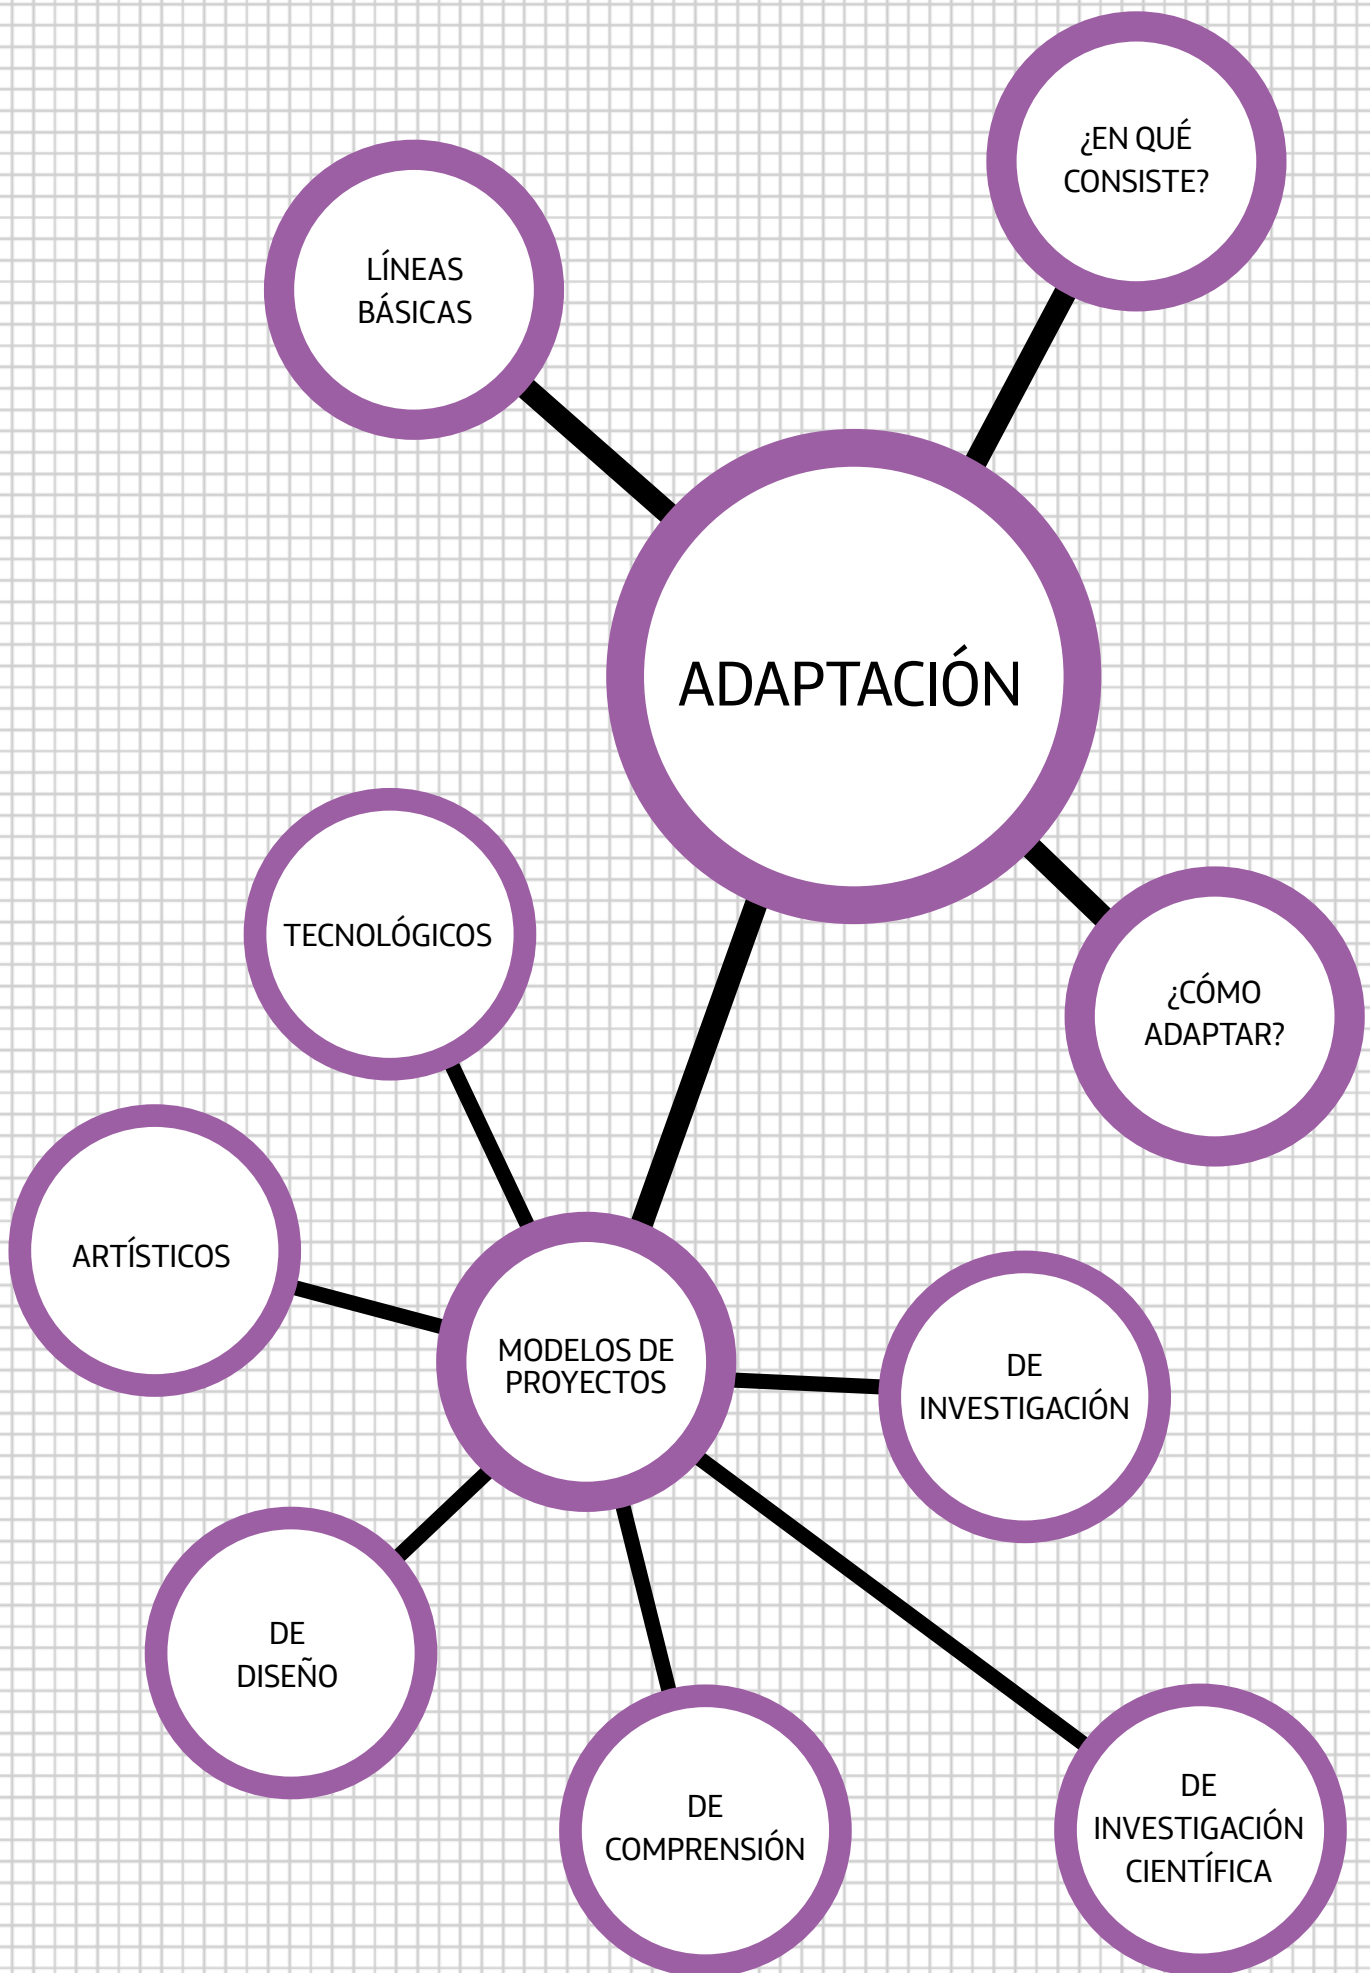 ¿EN QUÉ
CONSISTE?
LÍNEAS
BÁSICAS
ADAPTACIÓN
TECNOLÓGICOS
¿CÓMO
ADAPTAR?
ARTÍSTICOS
MODELOS DE
PROYECTOS
DE
INVESTIGACIÓN
DE
DISEÑO
DE
COMPRENSIÓN
DE
INVESTIGACIÓN
CIENTÍFICA